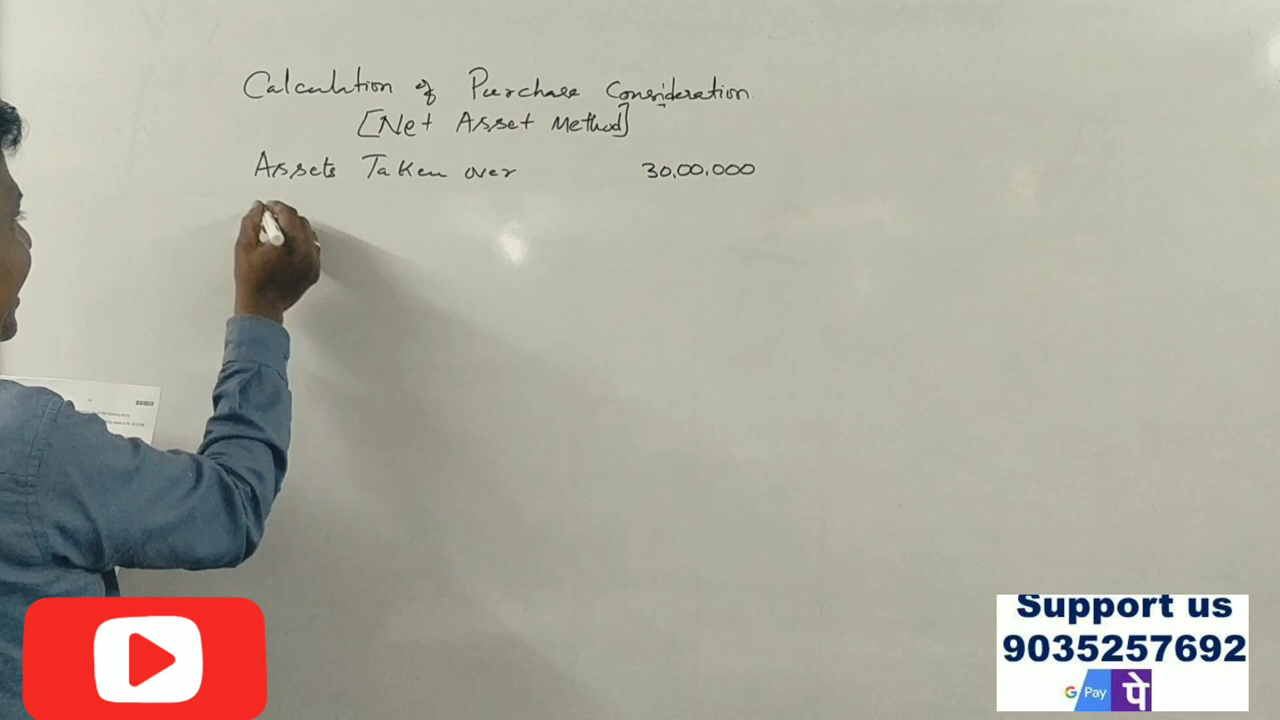 Calculation of Purchase Consideration
[Net Asset Method]
Assets Taken over 30,00,000
Support us
9035257692
G Pay पे